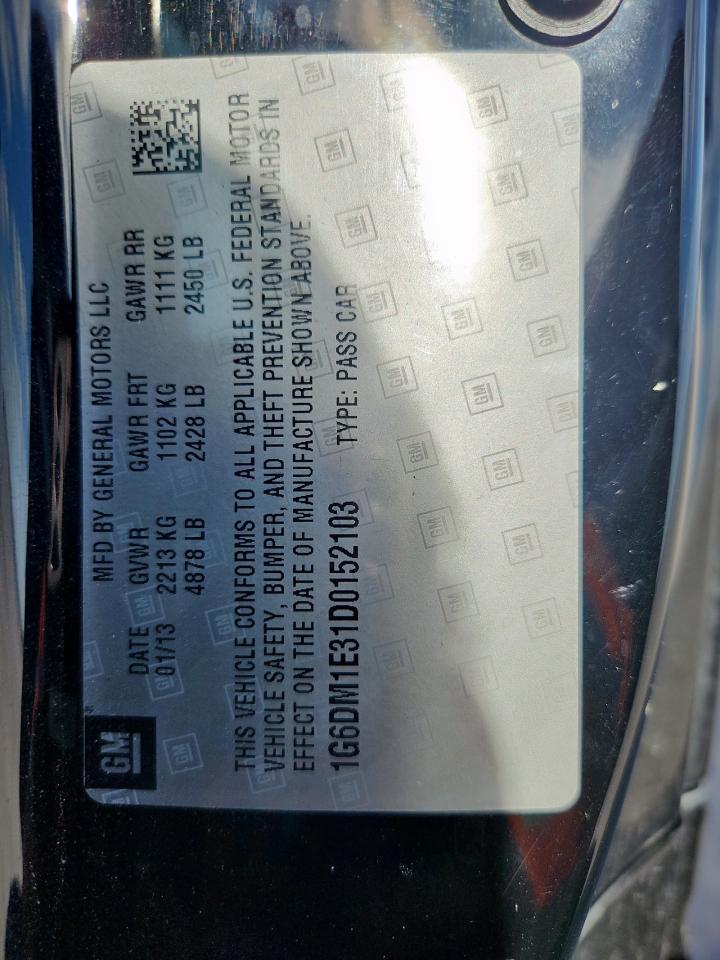 GM
MFD BY GENERAL MOTORS LLC
DATE GVWR GAWR FRT GAWR RR
01/13 2213 KG 1102 KG 1111 KG
4878 LB 2428 LB 2450 LB
THIS VEHICLE CONFORMS TO ALL APPLICABLE U.S. FEDERAL MOTOR
VEHICLE SAFETY, BUMPER, AND THEFT PREVENTION STANDARDS IN
EFFECT ON THE DATE OF MANUFACTURE SHOWN ABOVE.
1G6DM1E31D0152103 TYPE: PASS CAR